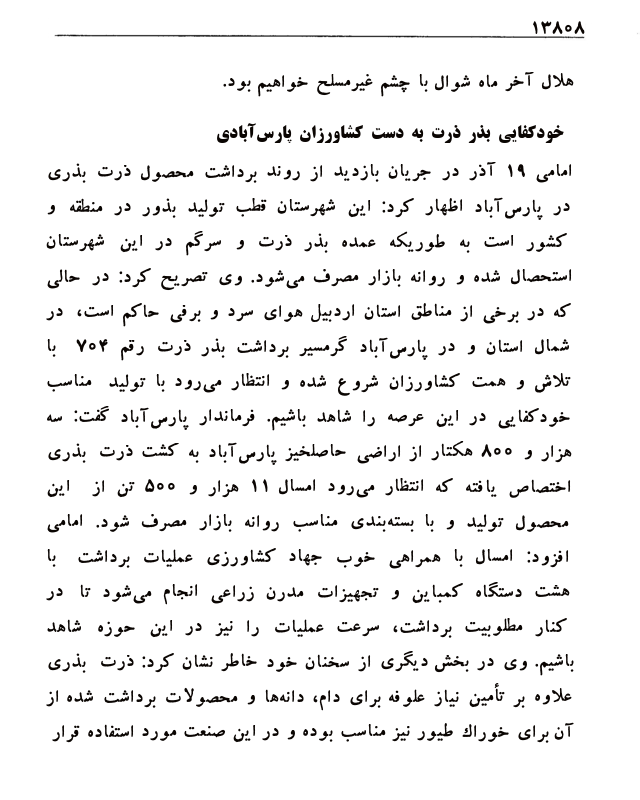 ۱۳۸۰۸
هلال آخر ماه شوال با چشم غیرمسلح خواهیم بود.
خودکفایی بذر ذرت به دست کشاورزان پارس‌آبادی
امامی ۱۹ آذر در جریان بازدید از روند برداشت محصول ذرت بذری
در پارس‌آباد اظهار کرد: این شهرستان قطب تولید بذور در منطقه و
کشور است به طوریکه عمده بذر ذرت و سرگم در این شهرستان
استحصال شده و روانه بازار مصرف می‌شود. وی تصریح کرد: در حالی
که در برخی از مناطق استان اردبیل هوای سرد و برفی حاکم است، در
شمال استان و در پارس‌آباد گرمسیر برداشت بذر ذرت رقم ۷۰۴ با
تلاش و همت کشاورزان شروع شده و انتظار می‌رود با تولید مناسب
خودکفایی در این عرصه را شاهد باشیم. فرماندار پارس‌آباد گفت: سه
هزار و ۸۰۰ هکتار از اراضی حاصلخیز پارس‌آباد به کشت ذرت بذری
اختصاص یافته که انتظار می‌رود امسال ۱۱ هزار و ۵۰۰ تن از این
محصول تولید و با بسته‌بندی مناسب روانه بازار مصرف شود. امامی
افزود: امسال با همراهی خوب جهاد کشاورزی عملیات برداشت با
هشت دستگاه کمباین و تجهیزات مدرن زراعی انجام می‌شود تا در
کنار مطلوبیت برداشت، سرعت عملیات را نیز در این حوزه شاهد
باشیم. وی در بخش دیگری از سخنان خود خاطر نشان کرد: ذرت بذری
علاوه بر تأمین نیاز علوفه برای دام، دانه‌ها و محصولات برداشت شده از
آن برای خوراك طیور نیز مناسب بوده و در این صنعت مورد استفاده قرار